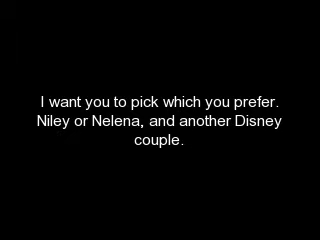 I want you to pick which you prefer.
Niley or Nelena, and another Disney
couple.